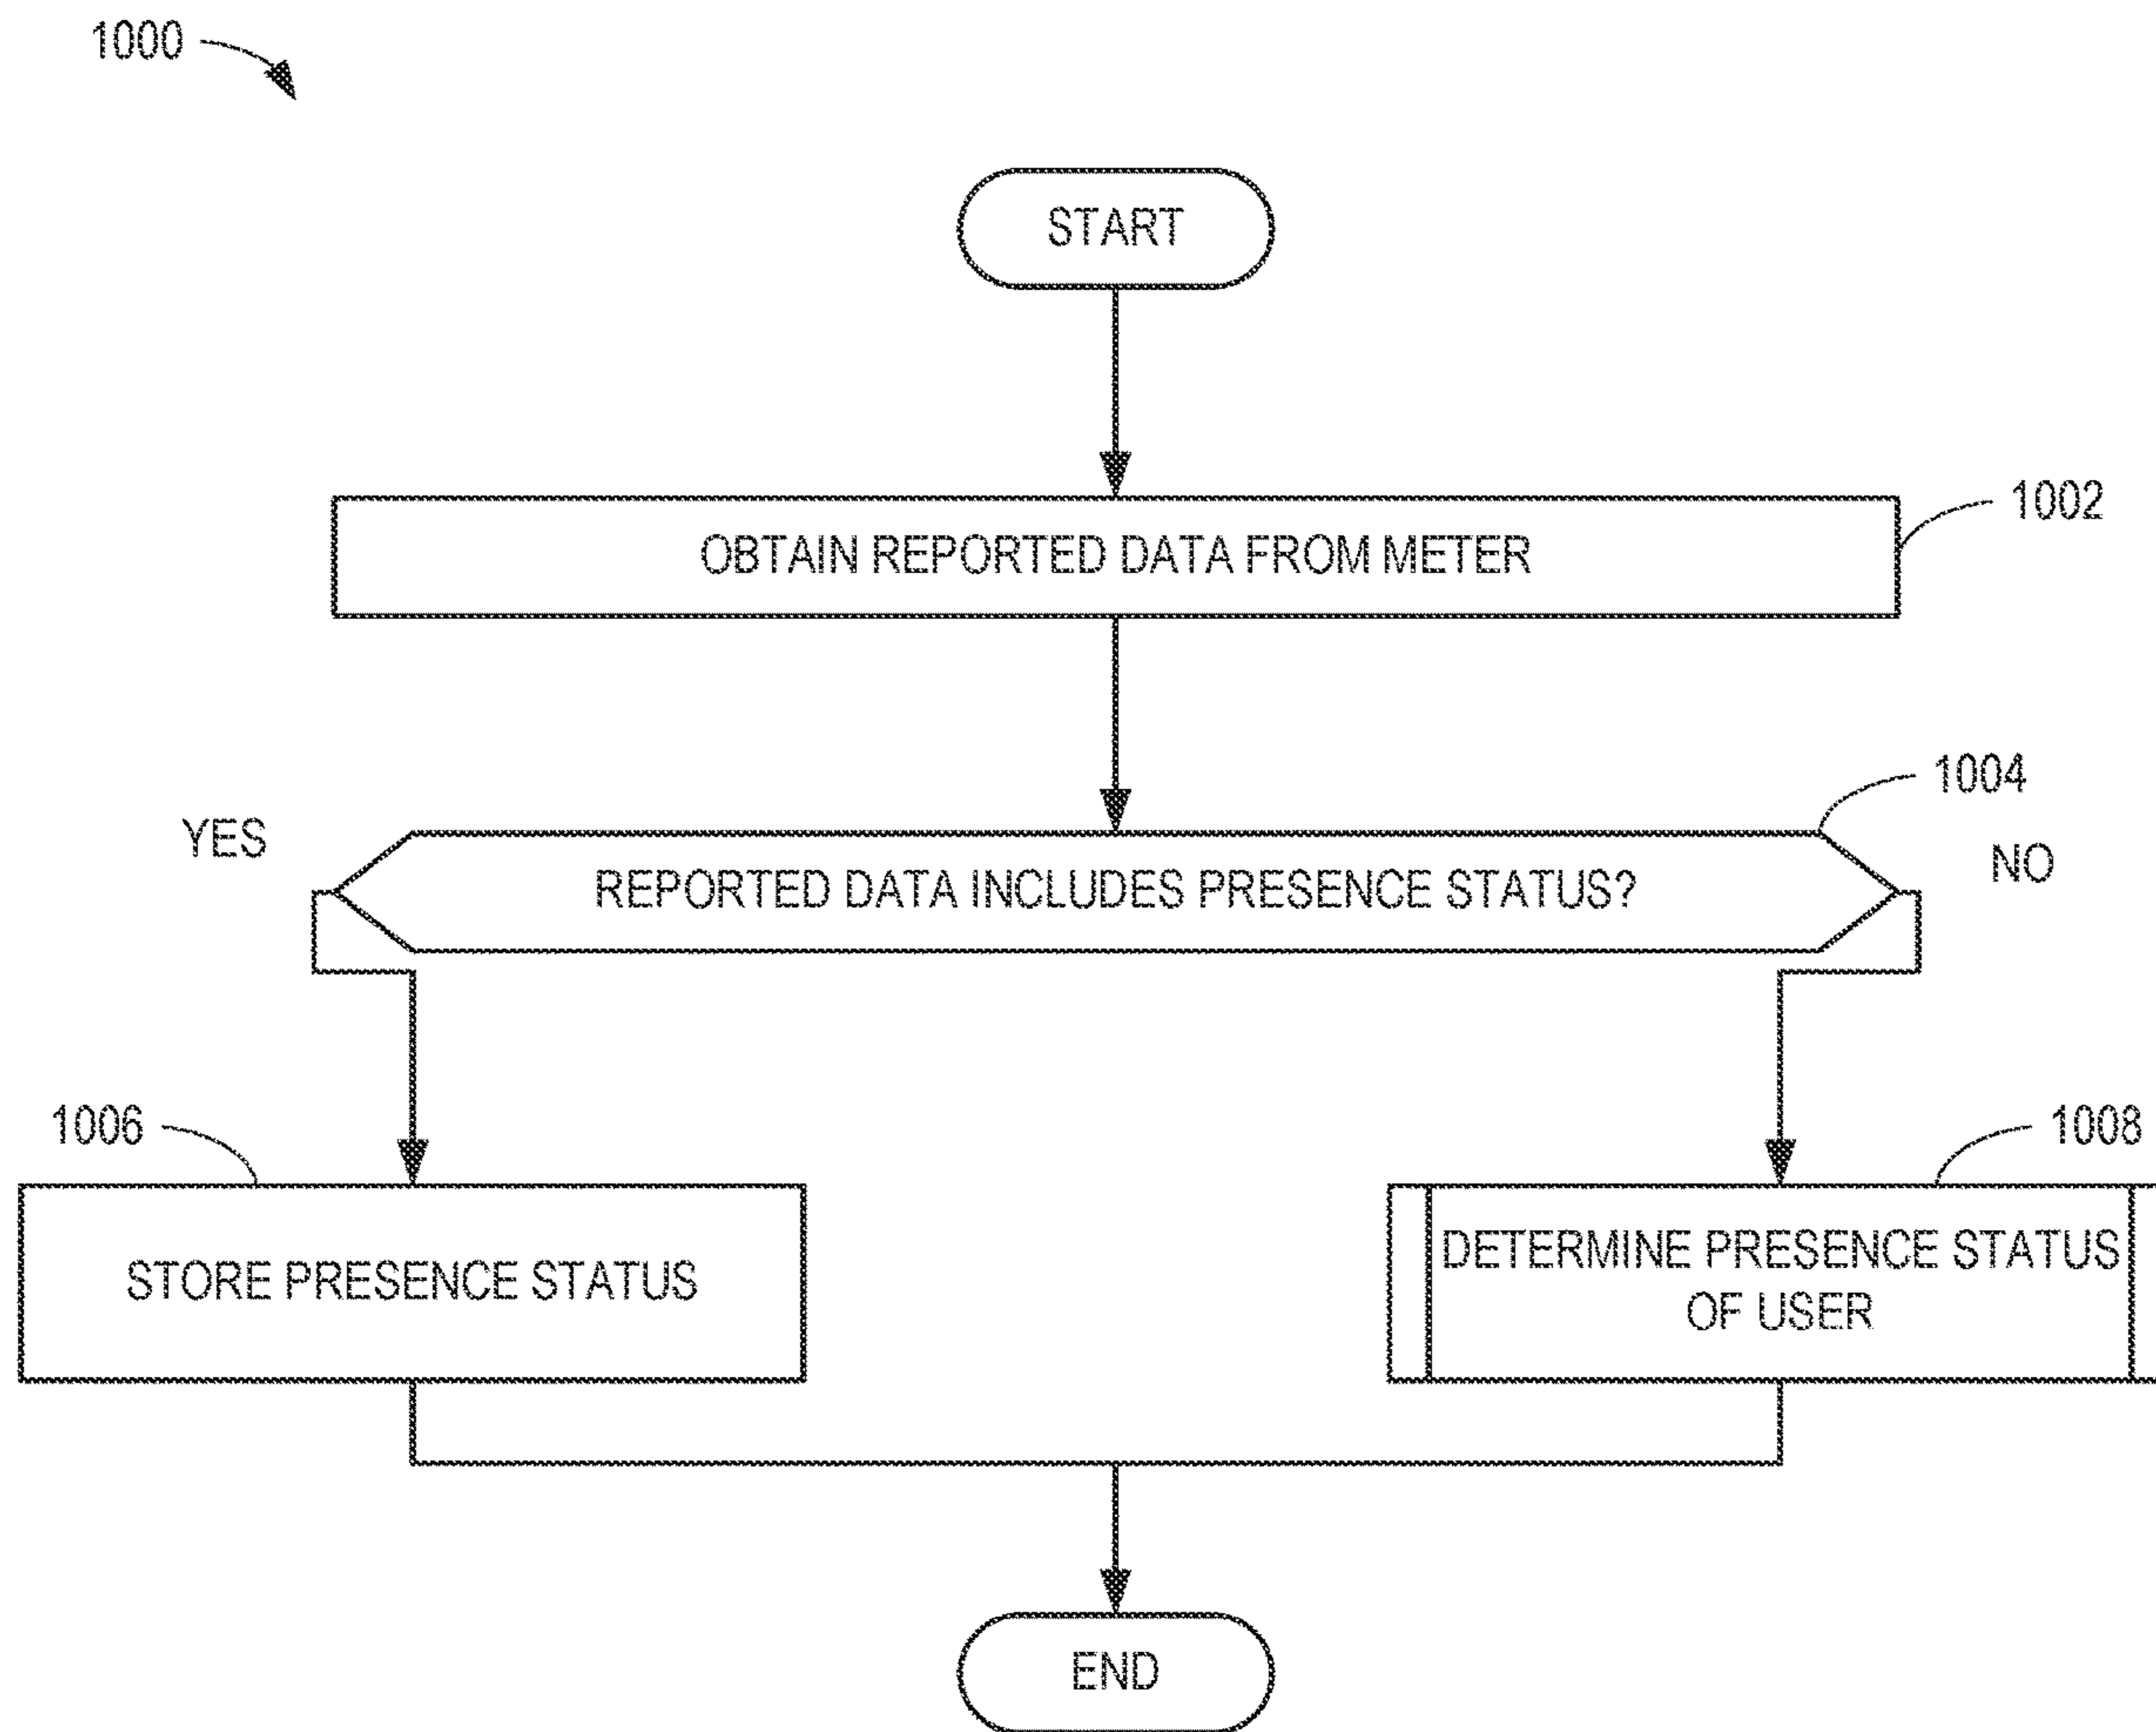 1000
START
OBTAIN REPORTED DATA FROM METER
1002
1004
YES
REPORTED DATA INCLUDES PRESENCE STATUS?
NO
1006
1008
STORE PRESENCE STATUS
DETERMINE PRESENCE STATUS
OF USER
END